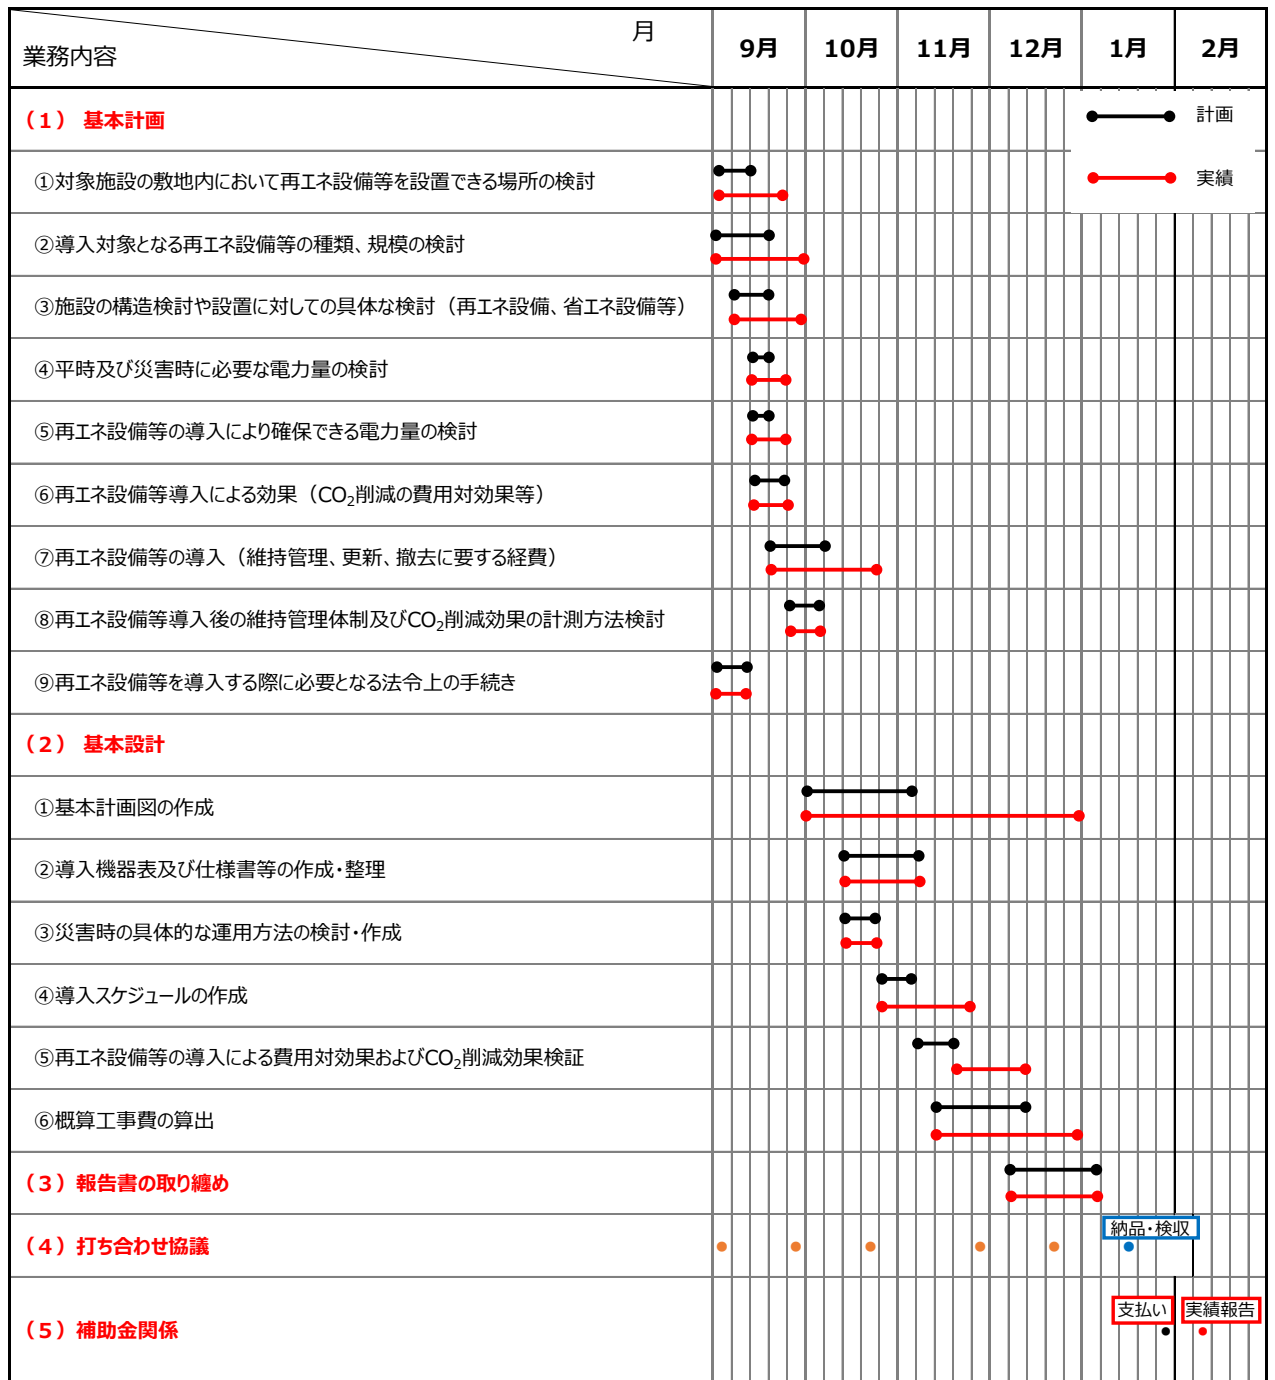 月
業務内容
9月 10月 11月 12月 1月 2月
計画
実績
（１） 基本計画
①対象施設の敷地内において再エネ設備等を設置できる場所の検討
②導入対象となる再エネ設備等の種類、規模の検討
③施設の構造検討や設置に対しての具体な検討（再エネ設備、省エネ設備等）
④平時及び災害時に必要な電力量の検討
⑤再エネ設備等の導入により確保できる電力量の検討
⑥再エネ設備等導入による効果（CO₂削減の費用対効果等）
⑦再エネ設備等の導入（維持管理、更新、撤去に要する経費）
⑧再エネ設備等導入後の維持管理体制及びCO₂削減効果の計測方法検討
⑨再エネ設備等を導入する際に必要となる法令上の手続き
（２） 基本設計
①基本計画図の作成
②導入機器表及び仕様書等の作成・整理
③災害時の具体的な運用方法の検討・作成
④導入スケジュールの作成
⑤再エネ設備等の導入による費用対効果およびCO₂削減効果検証
⑥概算工事費の算出
（３）報告書の取り纏め
（４）打ち合わせ協議
納品・検収
（５）補助金関係
支払い 実績報告